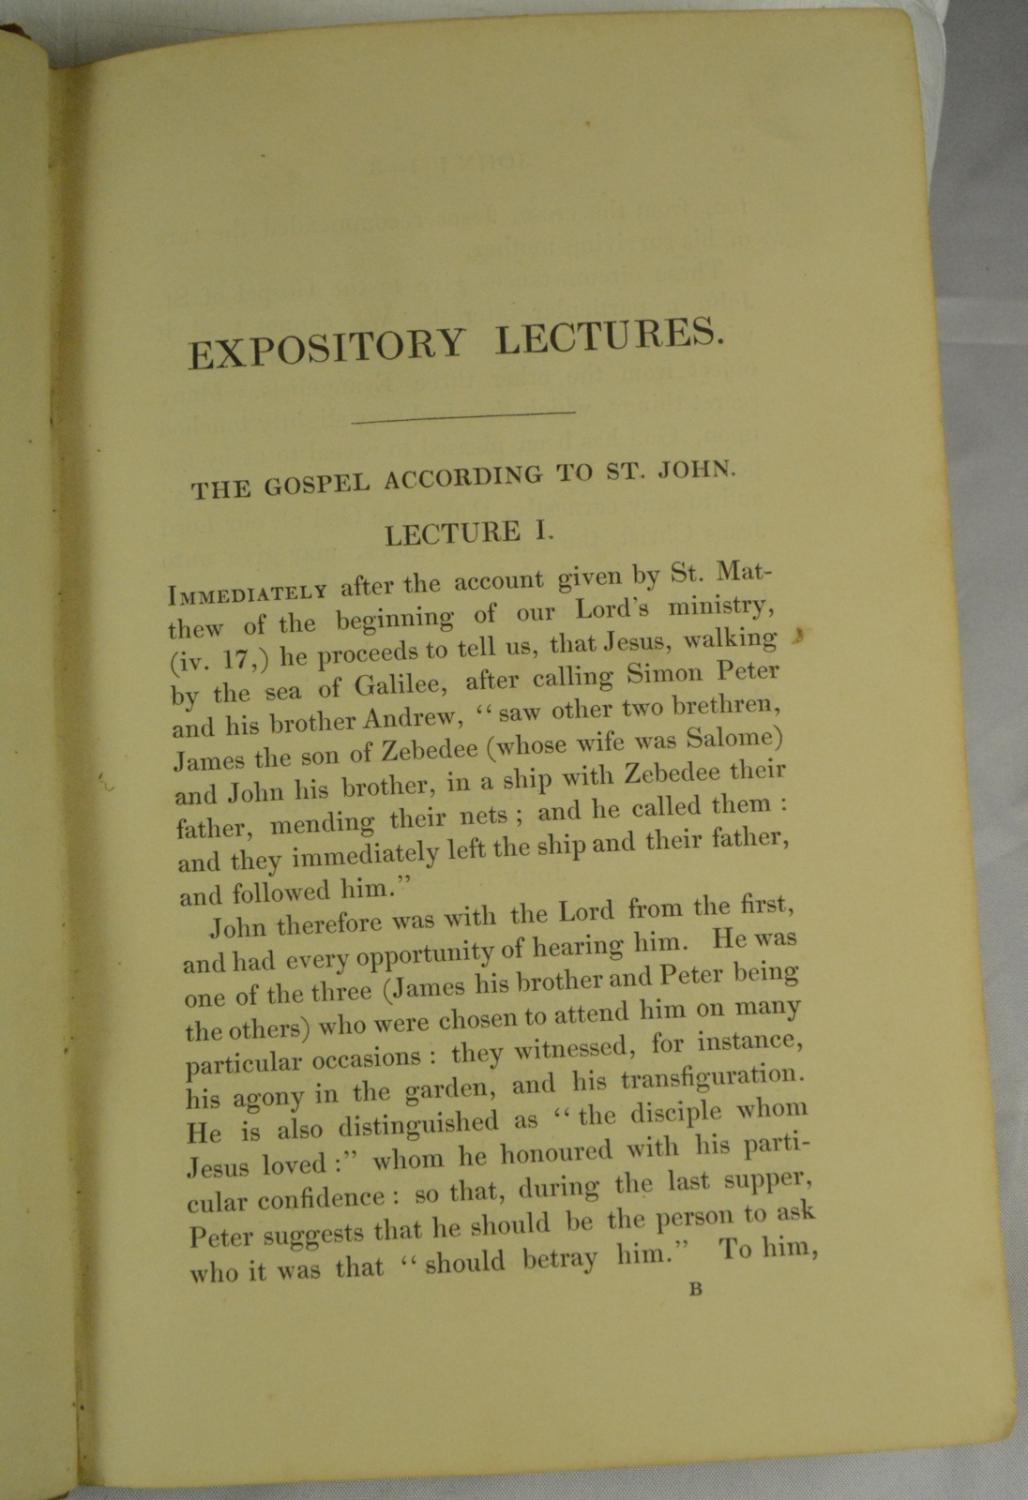 EXPOSITORY LECTURES.
THE GOSPEL ACCORDING TO ST. JOHN.
LECTURE I.
IMMEDIATELY after the account given by St. Mat-
thew of the beginning of our Lord's ministry,
(iv. 17,) he proceeds to tell us, that Jesus, walking
by the sea of Galilee, after calling Simon Peter
and his brother Andrew, "saw other two brethren,
James the son of Zebedee (whose wife was Salome)
and John his brother, in a ship with Zebedee their
father, mending their nets; and he called them:
and they immediately left the ship and their father,
and followed him."
John therefore was with the Lord from the first,
and had every opportunity of hearing him. He was
one of the three (James his brother and Peter being
the others) who were chosen to attend him on many
particular occasions: they witnessed, for instance,
his agony in the garden, and his transfiguration.
He is also distinguished as "the disciple whom
Jesus loved:" whom he honoured with his parti-
cular confidence: so that, during the last supper,
Peter suggests that he should be the person to ask
who it was that "should betray him." To him,
B